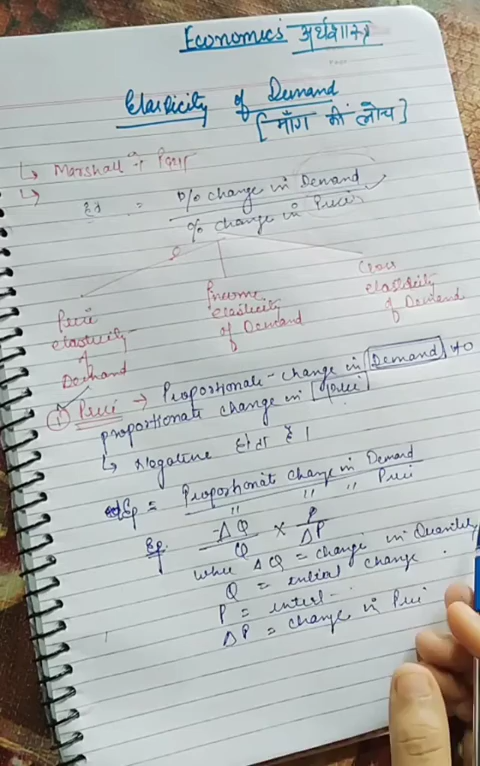 Economics अर्थशास्त्र
Elasticity of Demand
[माँग की लोच]
↳ Marshall ने दिया
↳
Ed = % change in Demand
% change in Price
Price elasticity of Demand
Income elasticity of Demand
Cross elasticity of Demand
① Price → Proportionate change in Demand to
proportionate change in Price
↳ Negative होता है।
Ep = Proportionate change in Demand
" " " Price
Ep. -ΔQ/Q × P/ΔP
where ΔQ = change in Quantity
Q = initial change
P =
ΔP = change in Price